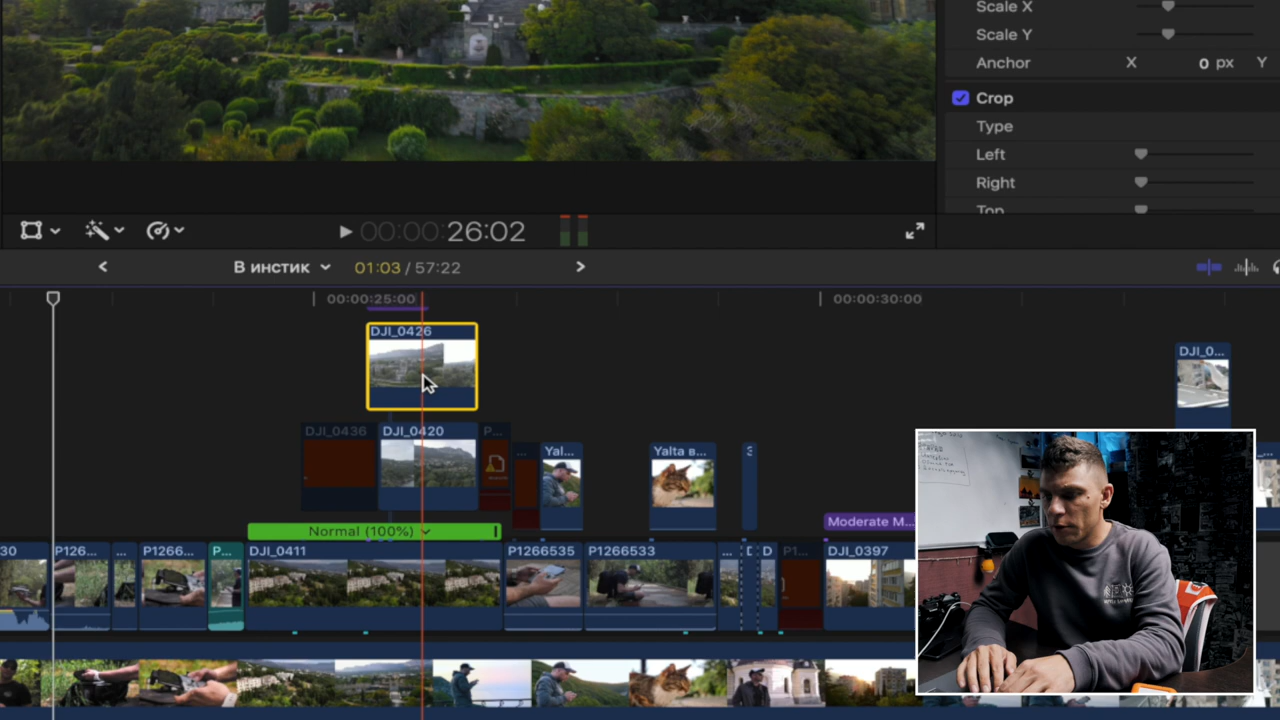 Scale X
Scale Y
Anchor X 0 px Y
Crop
Type
Left
Right
Top
00:00:26:02
В инстик 01:03 / 57:22
00:00:25:00 00:00:30:00
DJI_0426
DJI_0...
DJI_0436 DJI_0420 P...
... Yal... Yalta в...
Normal (100%)
Moderate M...
30 P126... ... P1266... P... DJI_0411 P1266535 P1266533 ... D D P1... DJI_0397